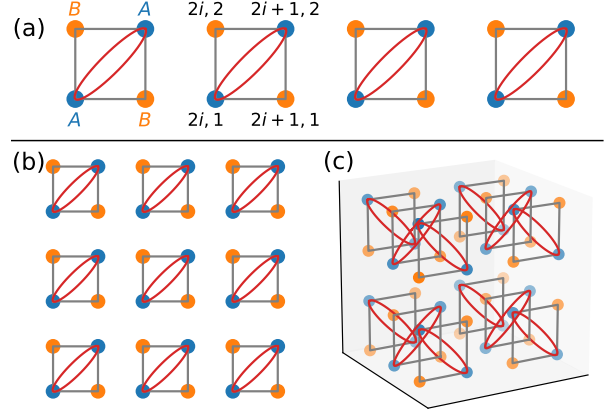 (a)
B A 2i, 2 2i + 1, 2
A B 2i, 1 2i + 1, 1
(b)
(c)